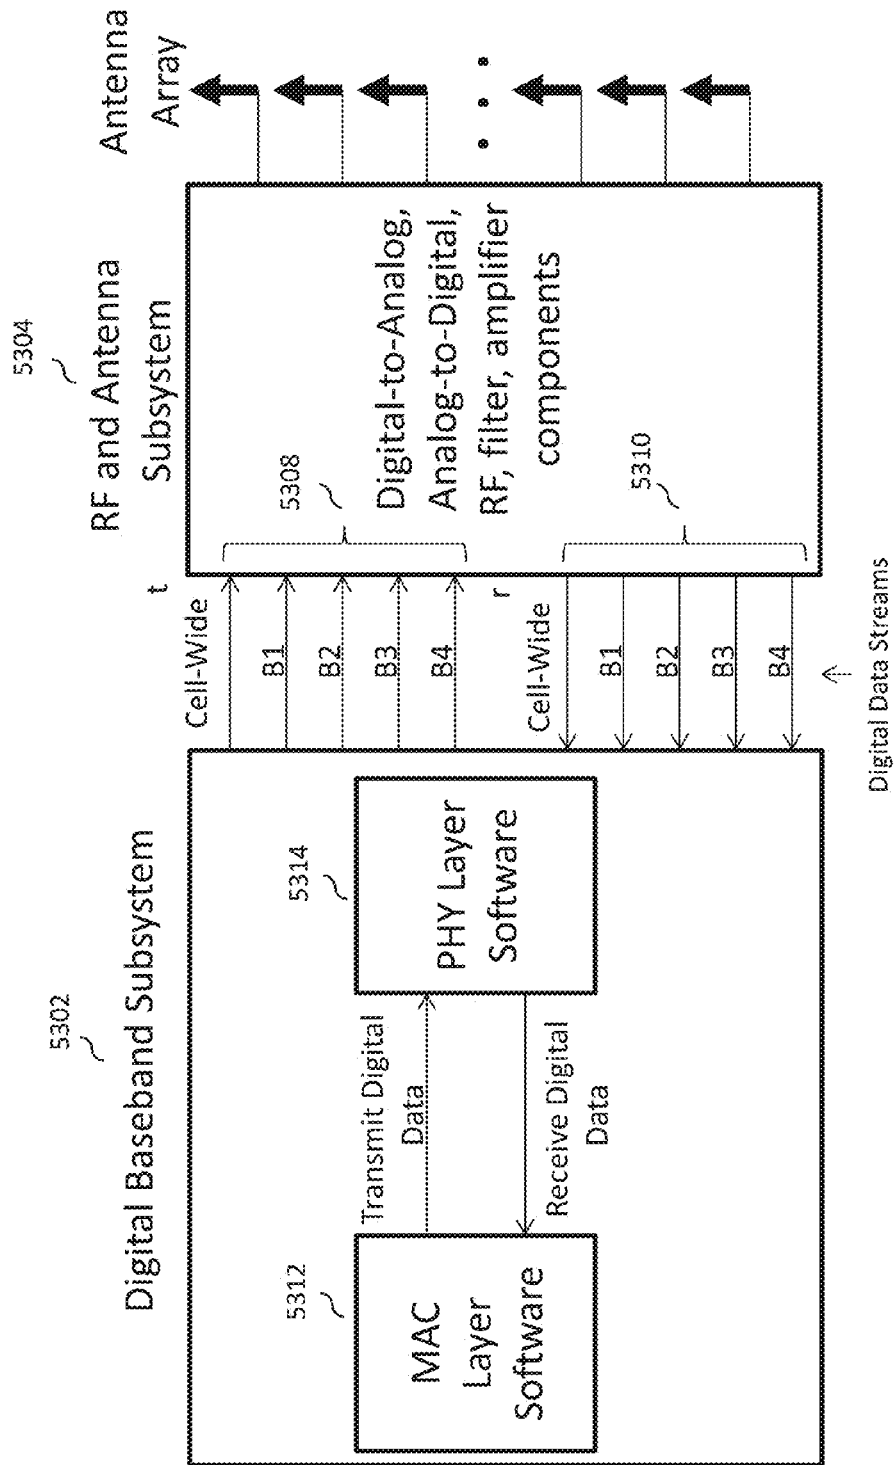 5302
Digital Baseband Subsystem
5312
MAC
Layer
Software
Transmit Digital
Data
Receive Digital
Data
5314
PHY Layer
Software
t
Cell-Wide
B1
B2
B3
B4
r
Cell-Wide
B1
B2
B3
B4
Digital Data Streams
5304
RF and Antenna
Subsystem
5308
Digital-to-Analog,
Analog-to-Digital,
RF, filter, amplifier
components
5310
Antenna
Array